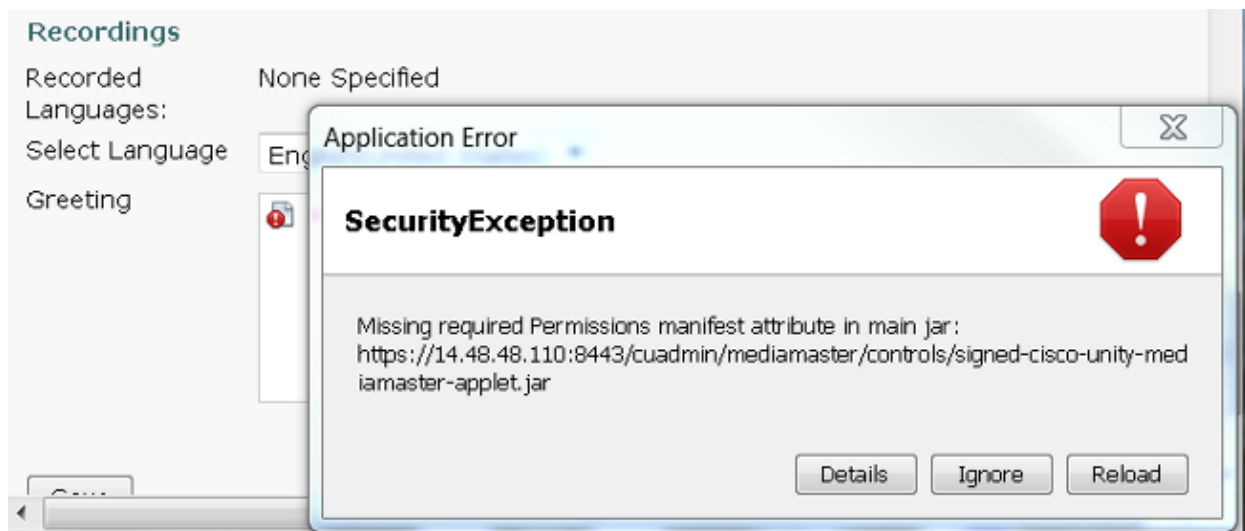 Recordings
Recorded Languages:
None Specified
Select Language
Eng
Greeting
Application Error
SecurityException
Missing required Permissions manifest attribute in main jar:
https://14.48.48.110:8443/cuadmin/mediamaster/controls/signed-cisco-unity-med
iamaster-applet.jar
Details
Ignore
Reload